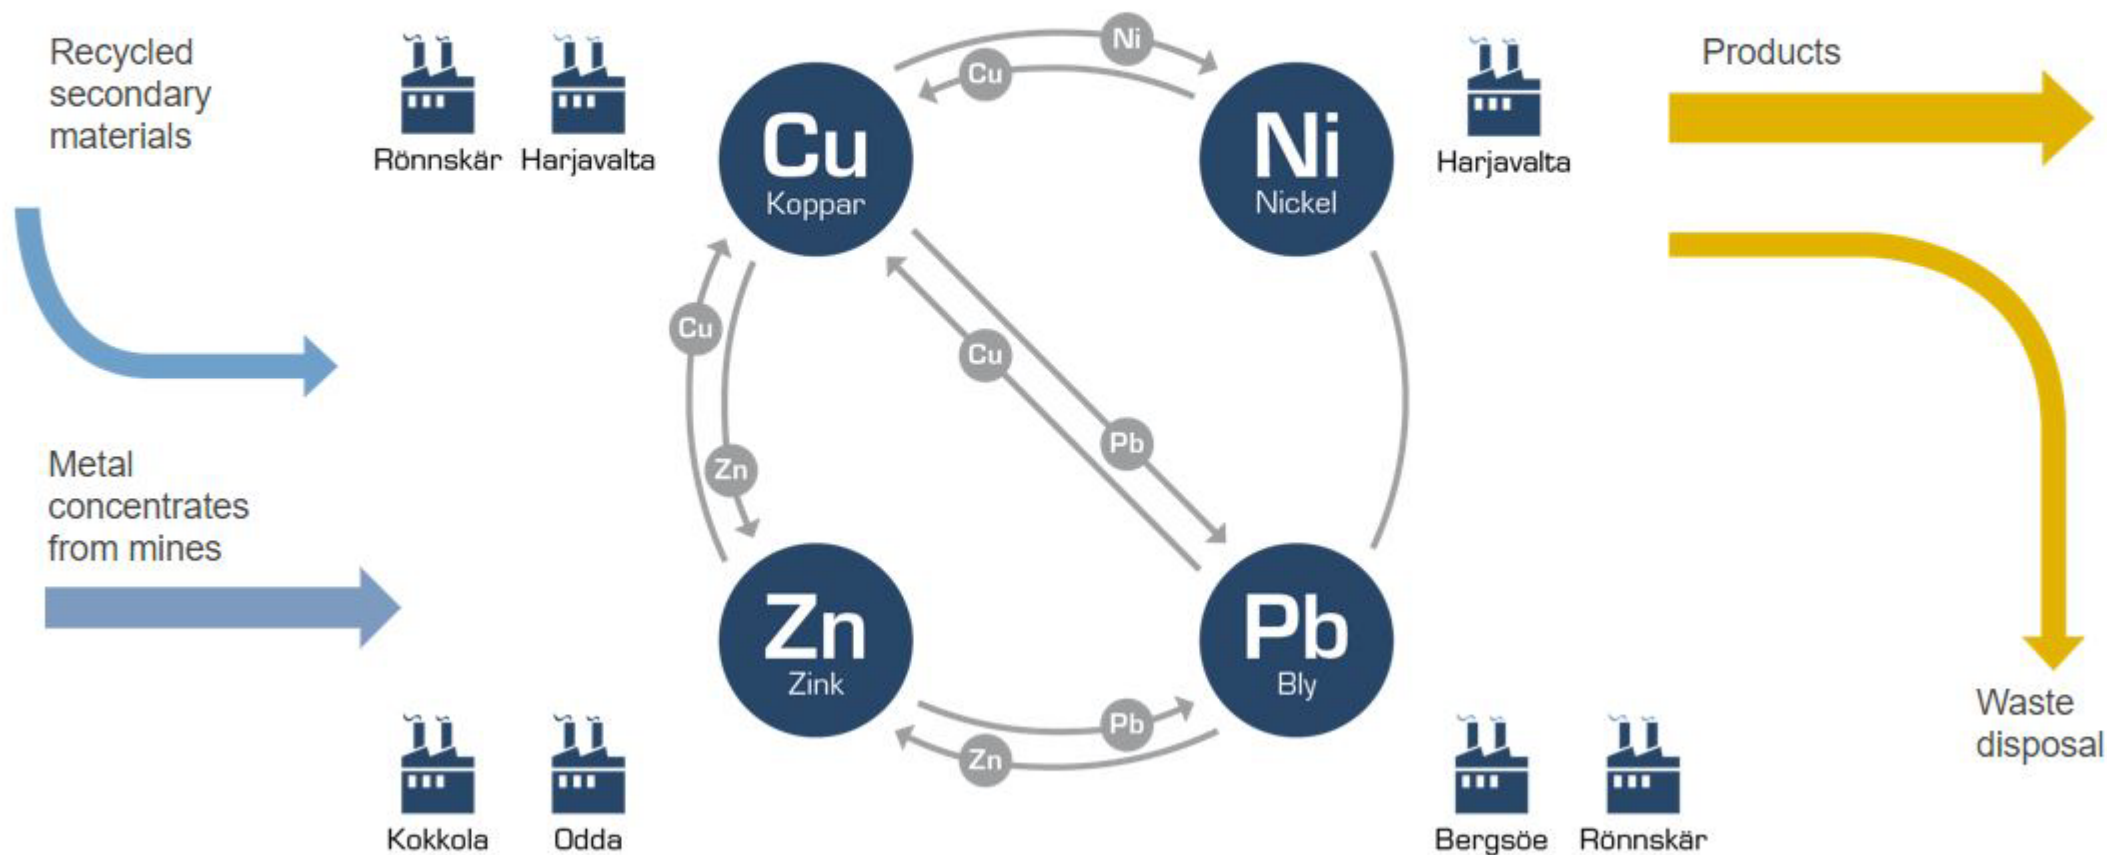 Recycled
secondary
materials
Rönnskär
Harjavalta
Cu
Koppar
Ni
Cu
Ni
Nickel
Harjavalta
Products
Cu
Zn
Cu
Pb
Metal
concentrates
from mines
Zn
Zink
Pb
Bly
Pb
Zn
Kokkola
Odda
Bergsöe
Rönnskär
Waste
disposal